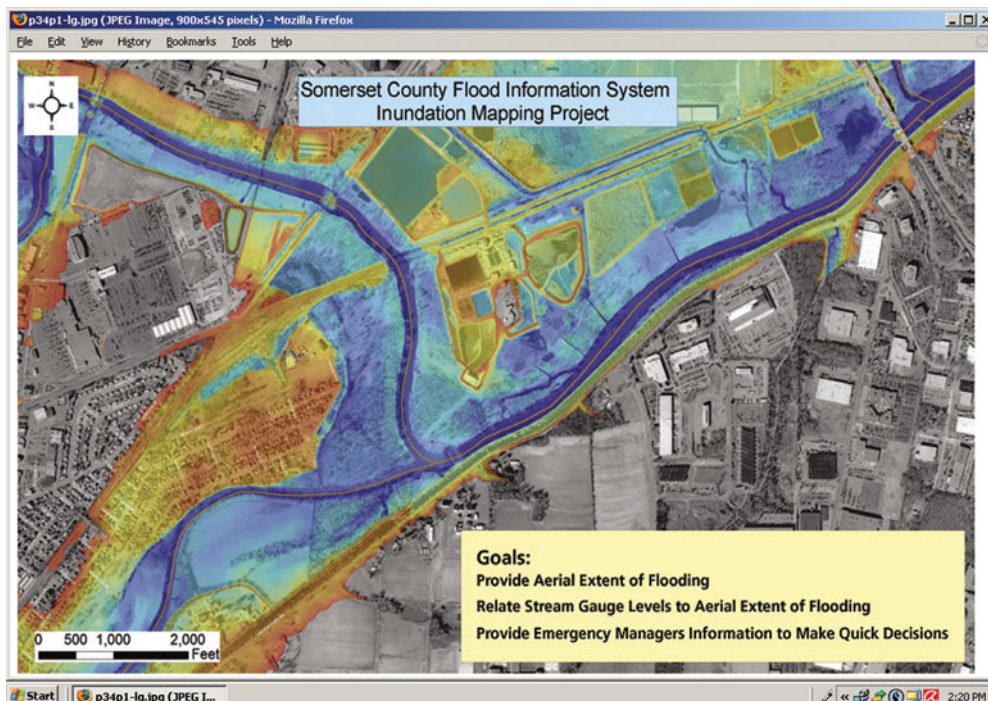 p34p1-lg.jpg (JPEG Image, 900x545 pixels) - Mozilla Firefox
File Edit View History Bookmarks Tools Help
N
W E
S
Somerset County Flood Information System
Inundation Mapping Project
Goals:
Provide Aerial Extent of Flooding
Relate Stream Gauge Levels to Aerial Extent of Flooding
Provide Emergency Managers Information to Make Quick Decisions
0 500 1,000 2,000
Feet
Start p34p1-lg.jpg (JPEG I... « 2:20 PM